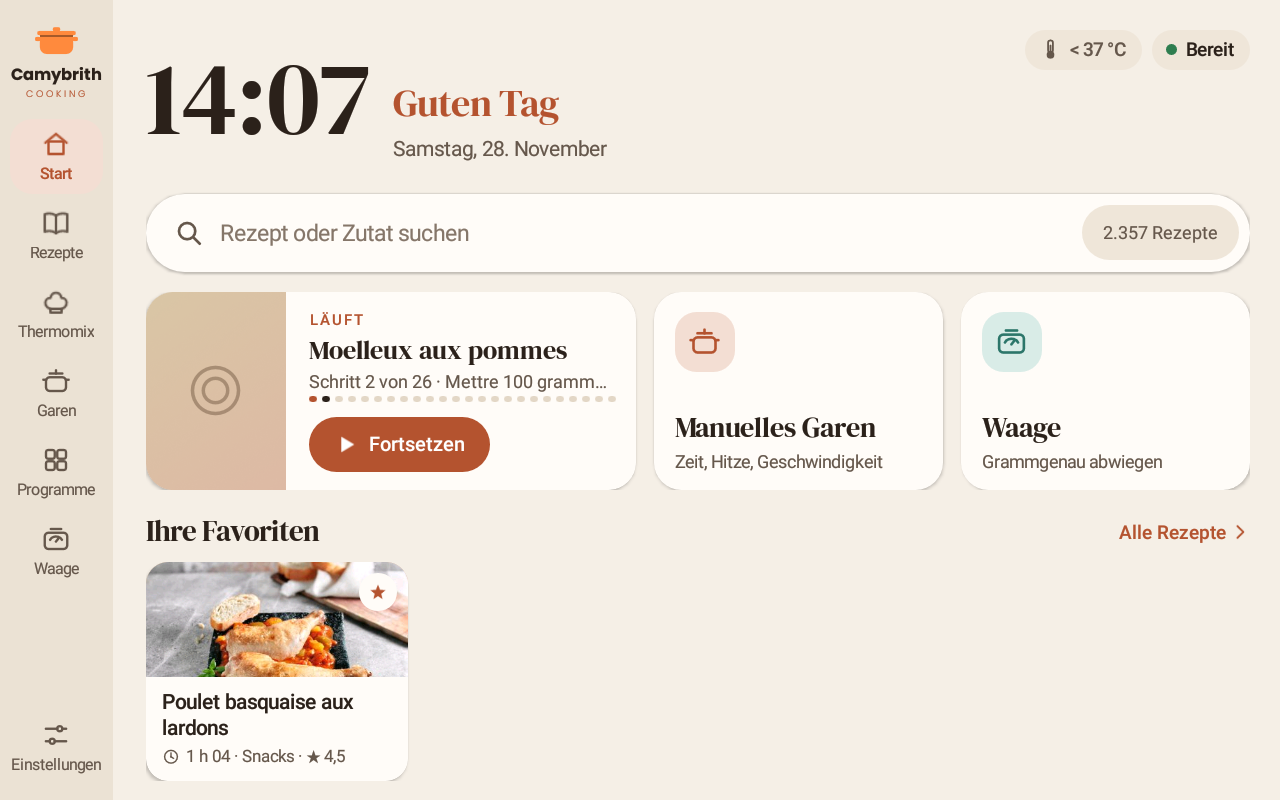 Camybrith
COOKING
Start
Rezepte
Thermomix
Garen
Programme
Waage
Einstellungen
< 37 °C
Bereit
14:07
Guten Tag
Samstag, 28. November
Rezept oder Zutat suchen
2.357 Rezepte
LÄUFT
Moelleux aux pommes
Schritt 2 von 26 · Mettre 100 gramm...
Fortsetzen
Manuelles Garen
Zeit, Hitze, Geschwindigkeit
Waage
Grammgenau abwiegen
Ihre Favoriten
Alle Rezepte
Poulet basquaise aux
lardons
1 h 04 · Snacks · ★ 4,5